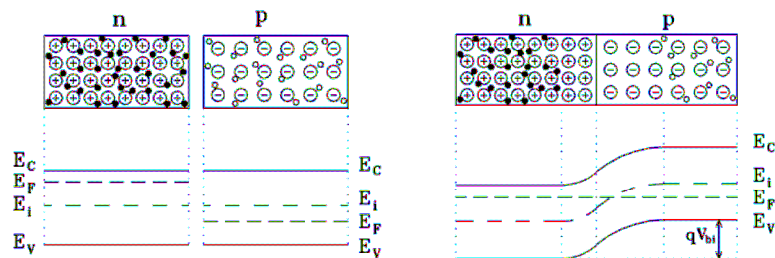 n p n p
E_C E_C E_C
E_F E_i
E_i E_i E_F
E_F E_V
E_V E_V qV_bi